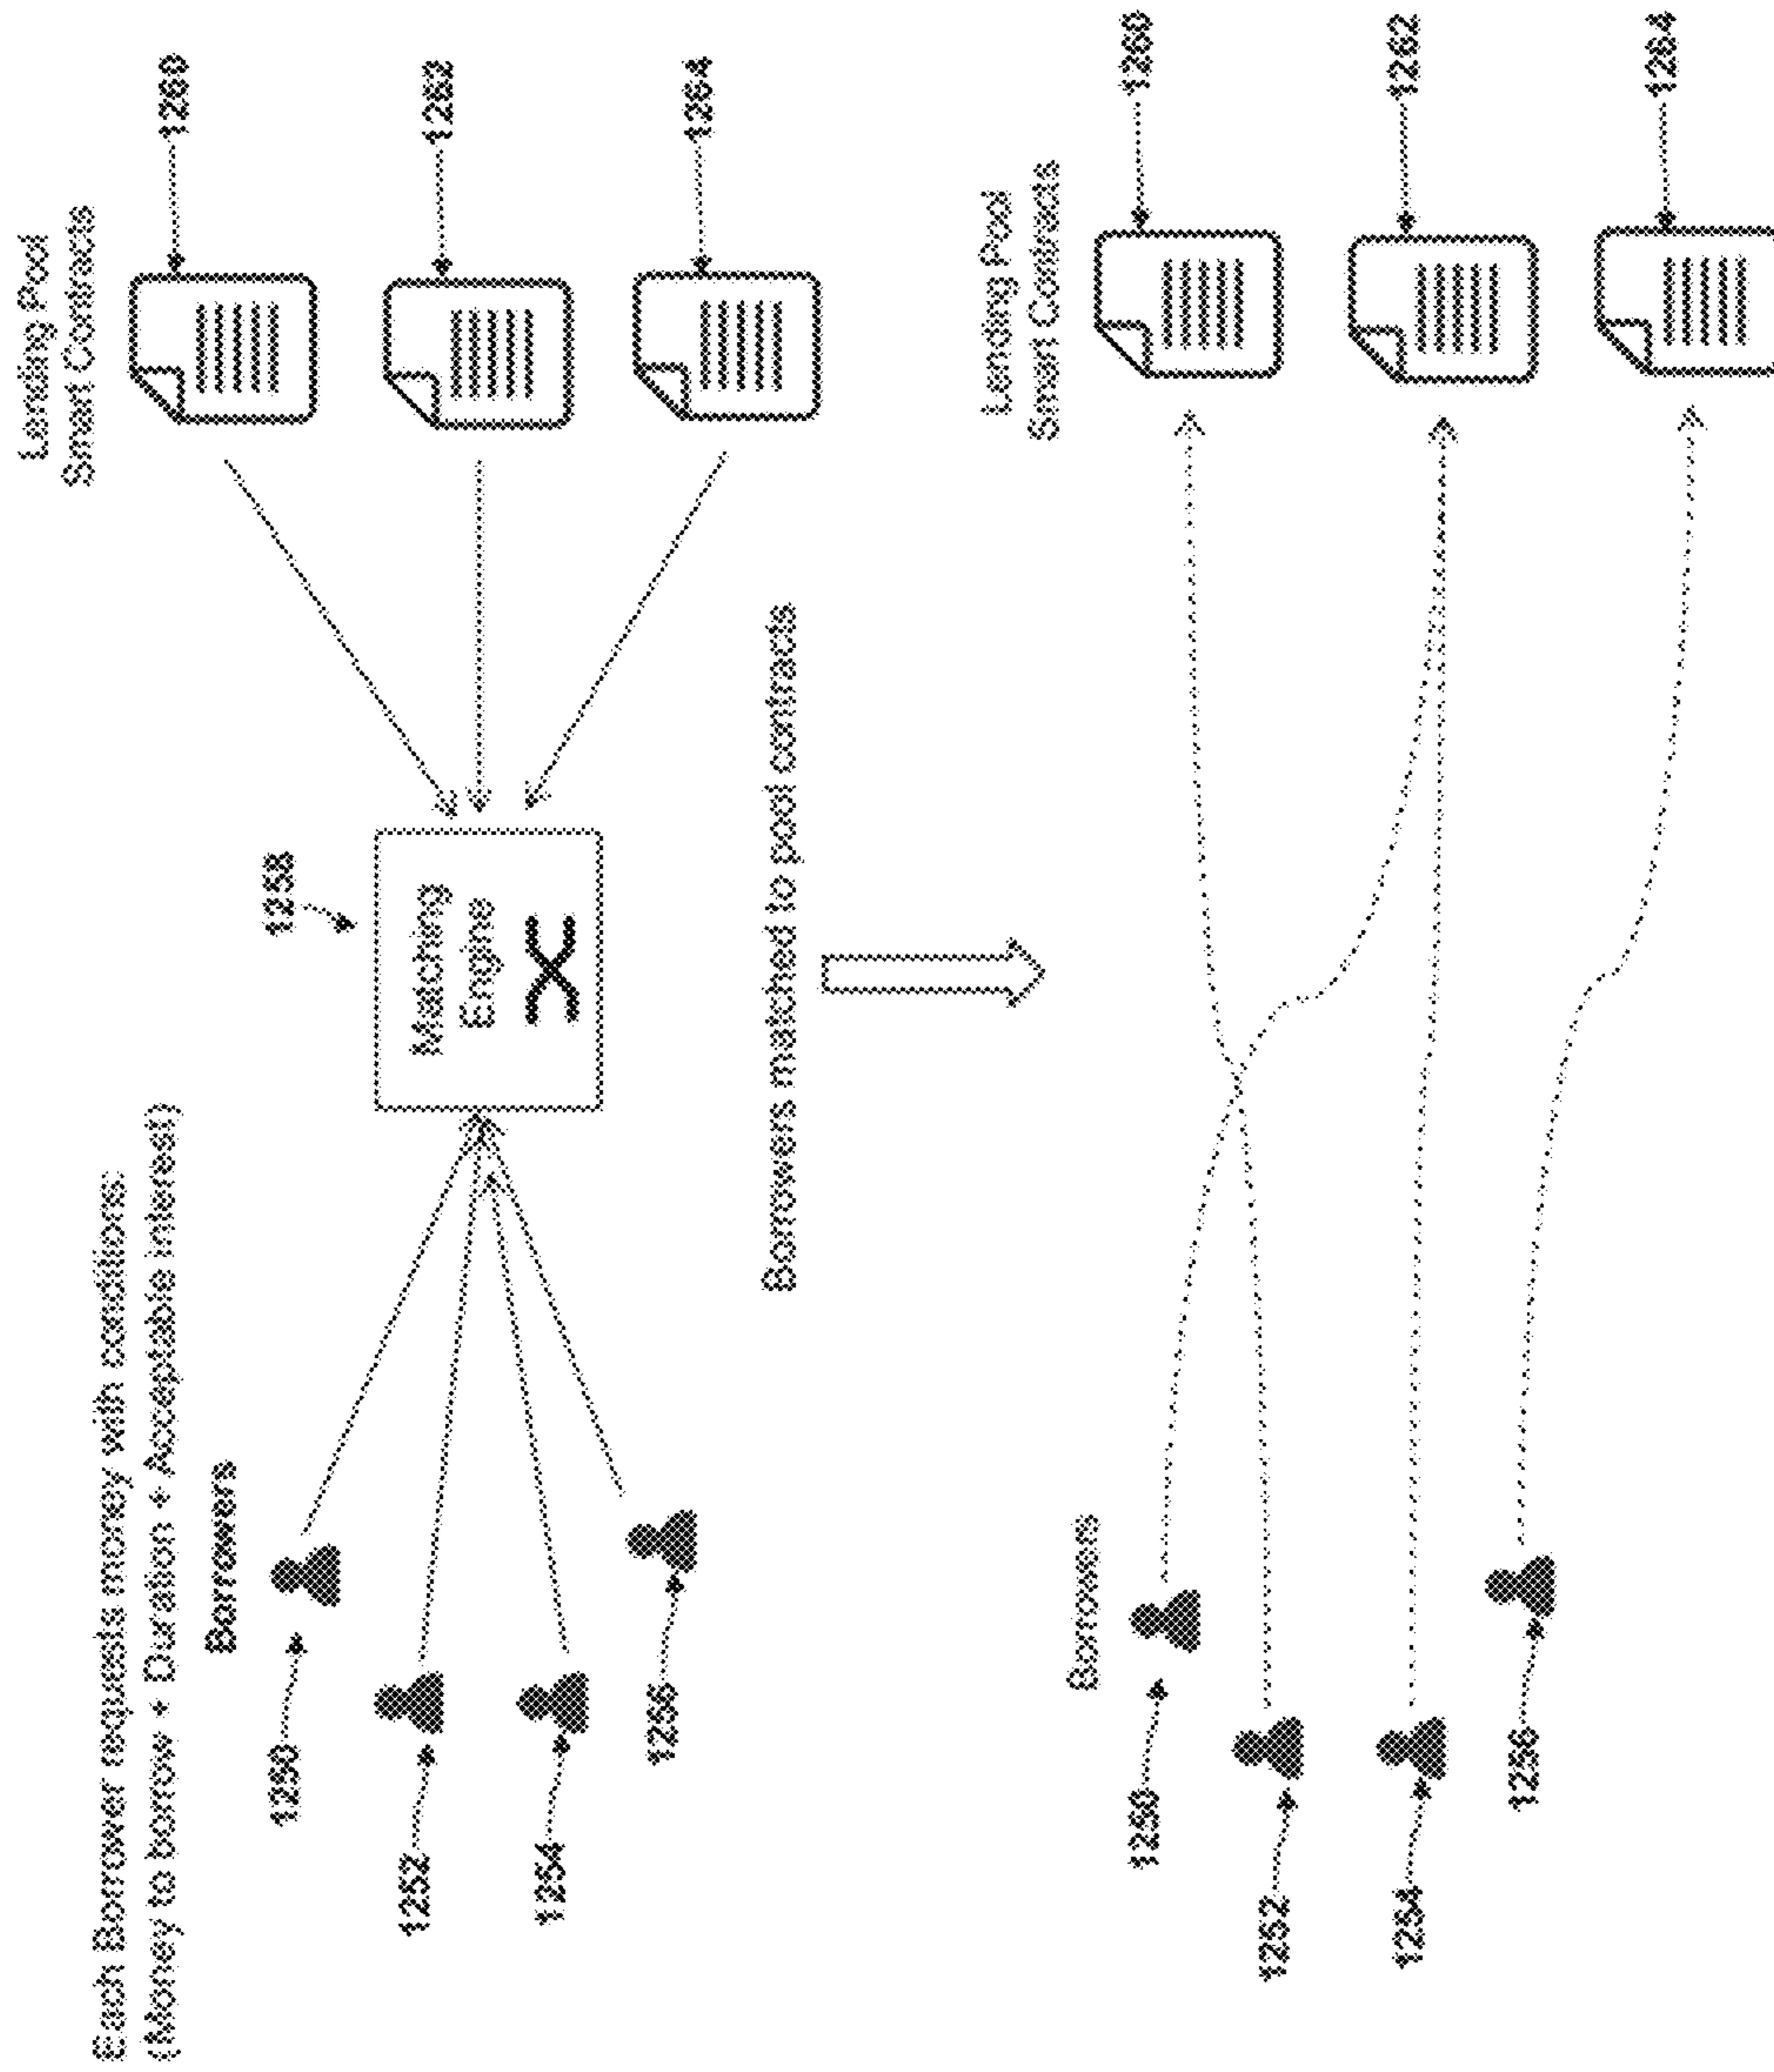 Each Borrower requests money with conditions:
(Money to borrow + Duration + Acceptable Interest)
Borrowers
1250
1252
1254
1256
1258
Matching
Engine
Lending Pool
Smart Contracts
1260
1262
1264
Borrowers matched to pool contracts
Borrowers
1250
1252
1254
1256
Lending Pool
Smart Contracts
1260
1262
1264